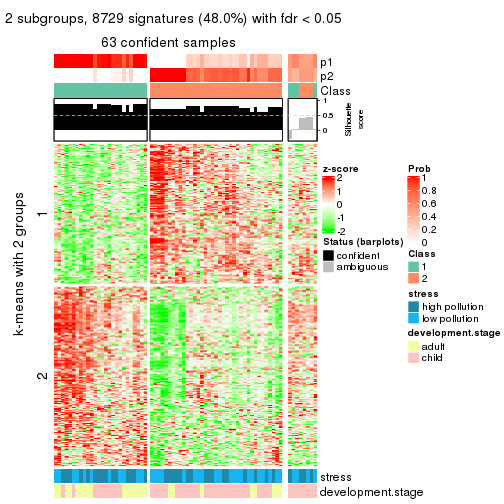 2 subgroups, 8729 signatures (48.0%) with fdr < 0.05
63 confident samples
p1
p2
Class
1
0.5
0
Silhouette
score
k-means with 2 groups
1
2
z-score
2
1
0
-1
-2
Status (barplots)
confident
ambiguous
Prob
1
0.8
0.6
0.4
0.2
0
Class
1
2
stress
high pollution
low pollution
development.stage
adult
child
stress
development.stage